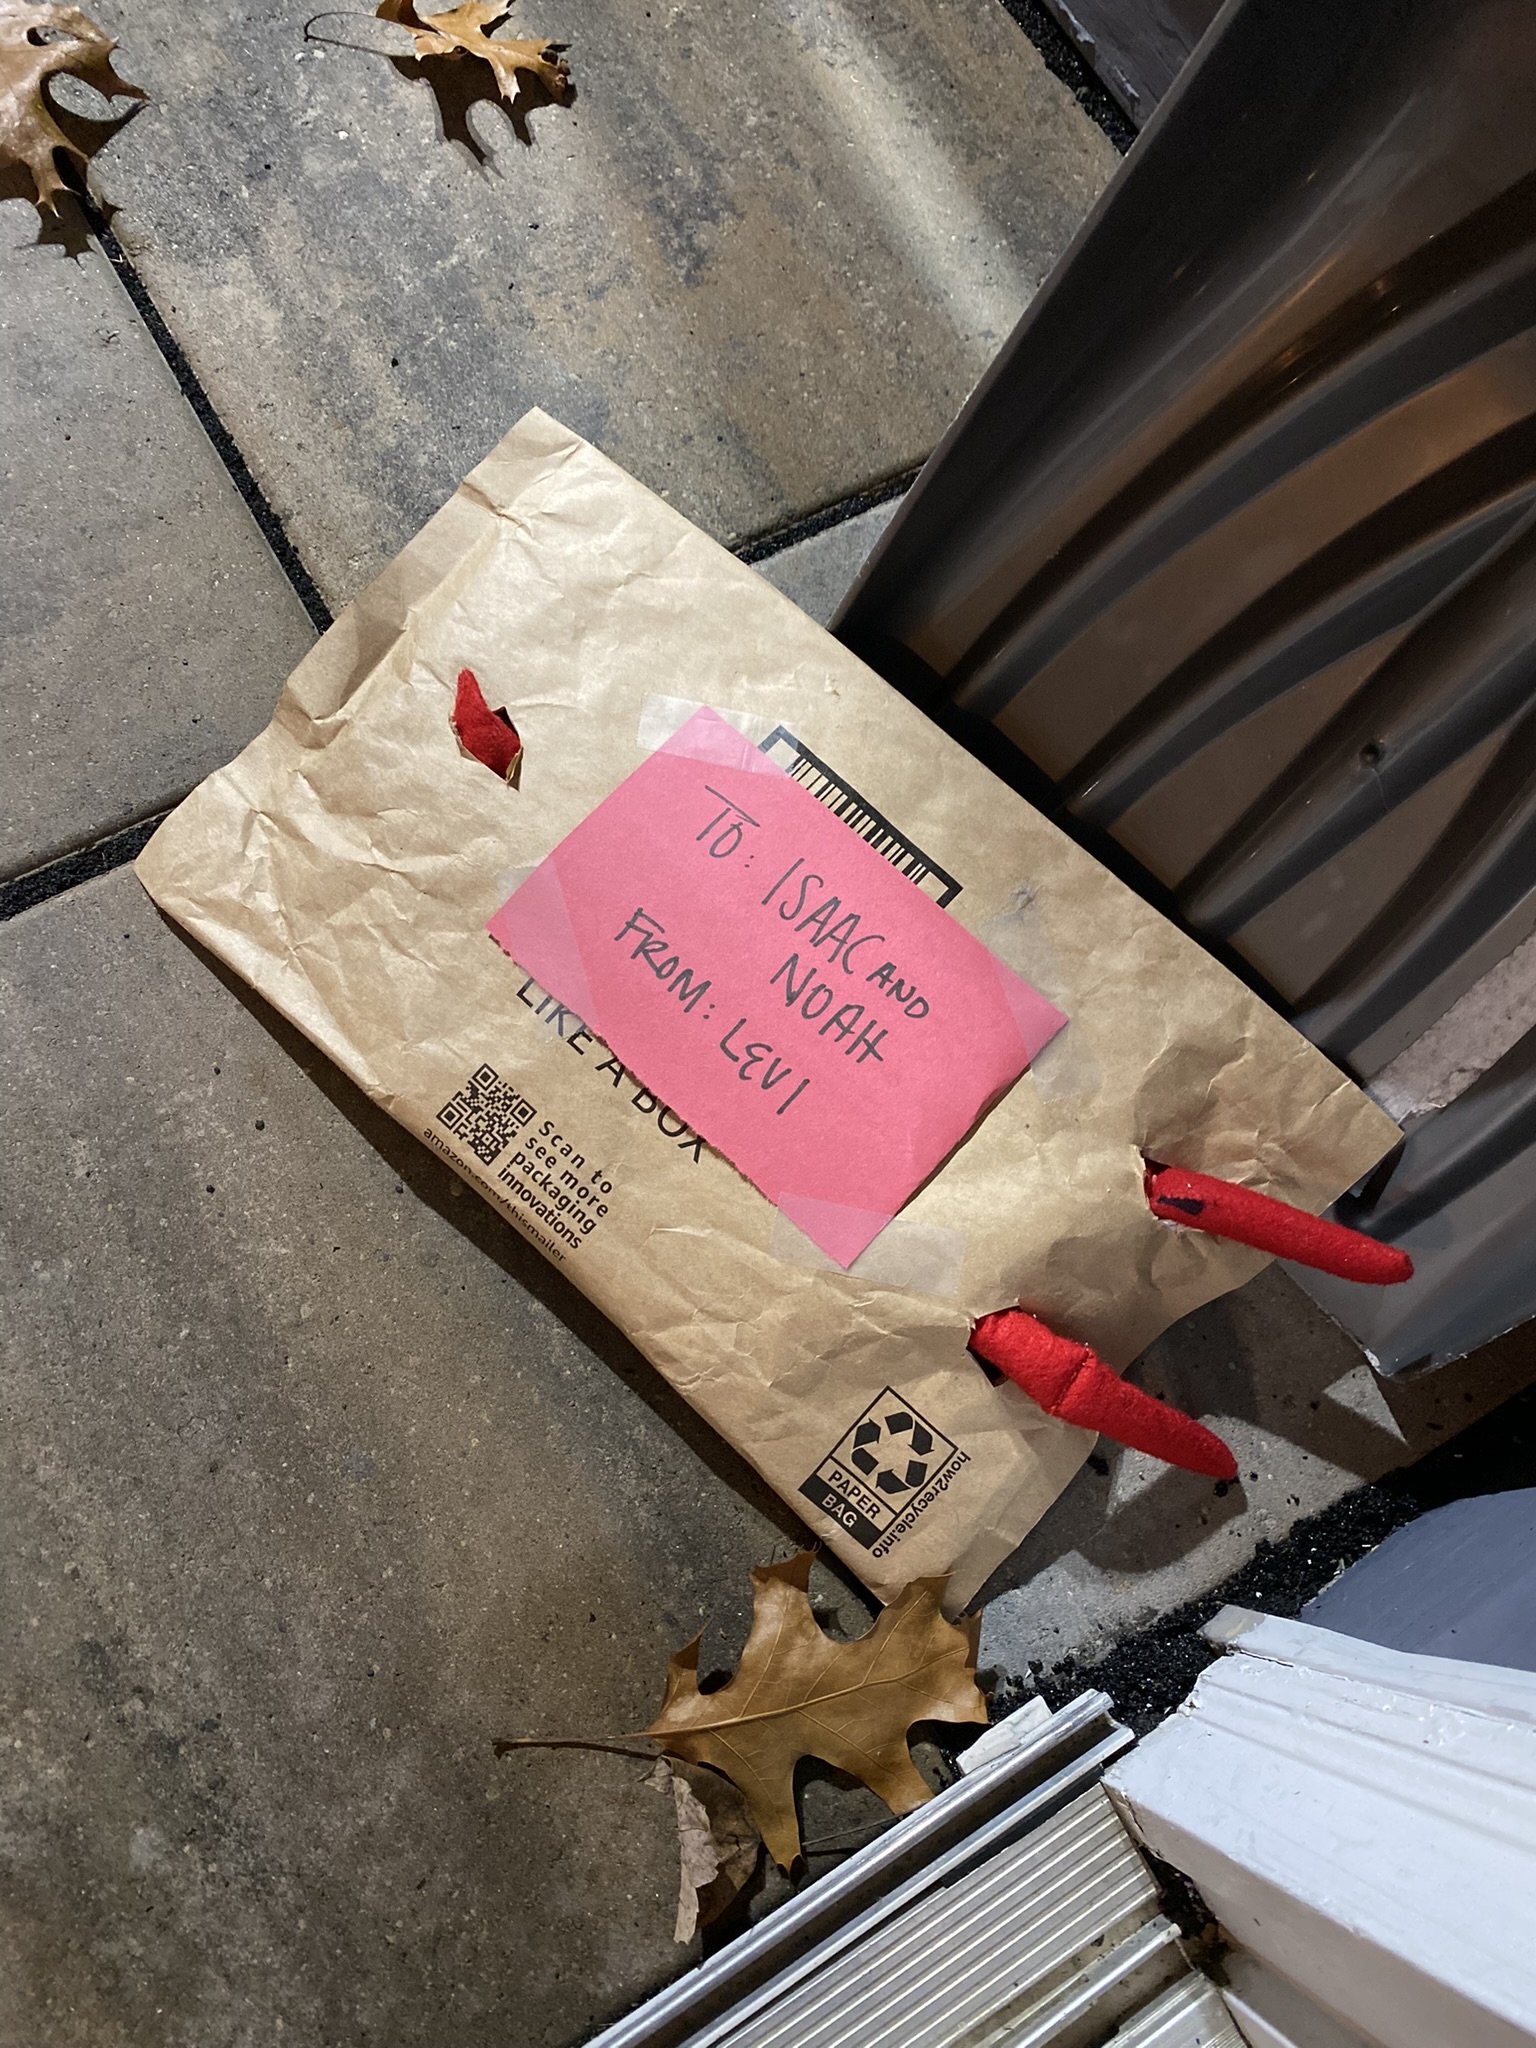 TO: ISAAC AND
NOAH
FROM: LEVI
LIKE A BOX
Scan to
see more
packaging
innovations
amazon.com/thismailer
PAPER
BAG
how2recycle.info